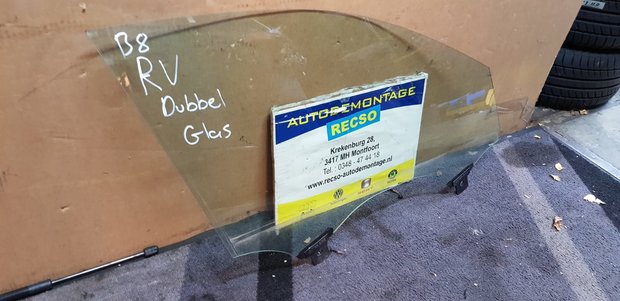 B8
RV
Dubbel
Glas
AUTODEMONTAGE
RECSO
Krekenburg 28,
3417 MH Montfoort
Tel.: 0348 - 47 44 18
www.recso-autodemontage.nl